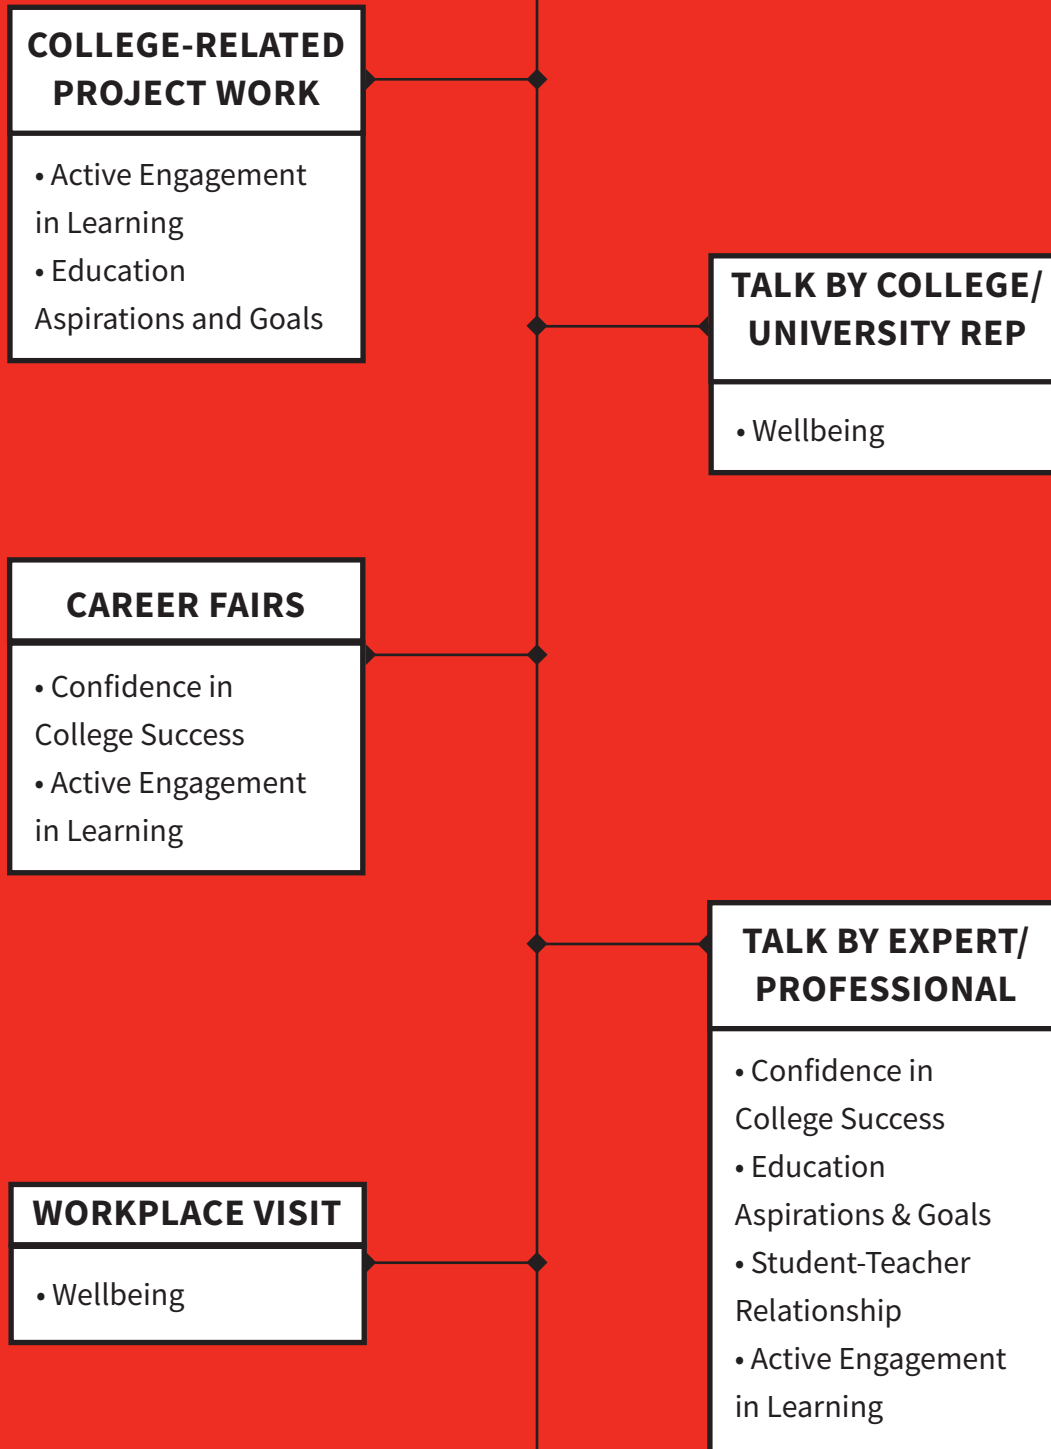 COLLEGE-RELATED
PROJECT WORK
• Active Engagement
in Learning
• Education
Aspirations and Goals
TALK BY COLLEGE/
UNIVERSITY REP
• Wellbeing
CAREER FAIRS
• Confidence in
College Success
• Active Engagement
in Learning
TALK BY EXPERT/
PROFESSIONAL
• Confidence in
College Success
• Education
Aspirations & Goals
• Student-Teacher
Relationship
• Active Engagement
in Learning
WORKPLACE VISIT
• Wellbeing